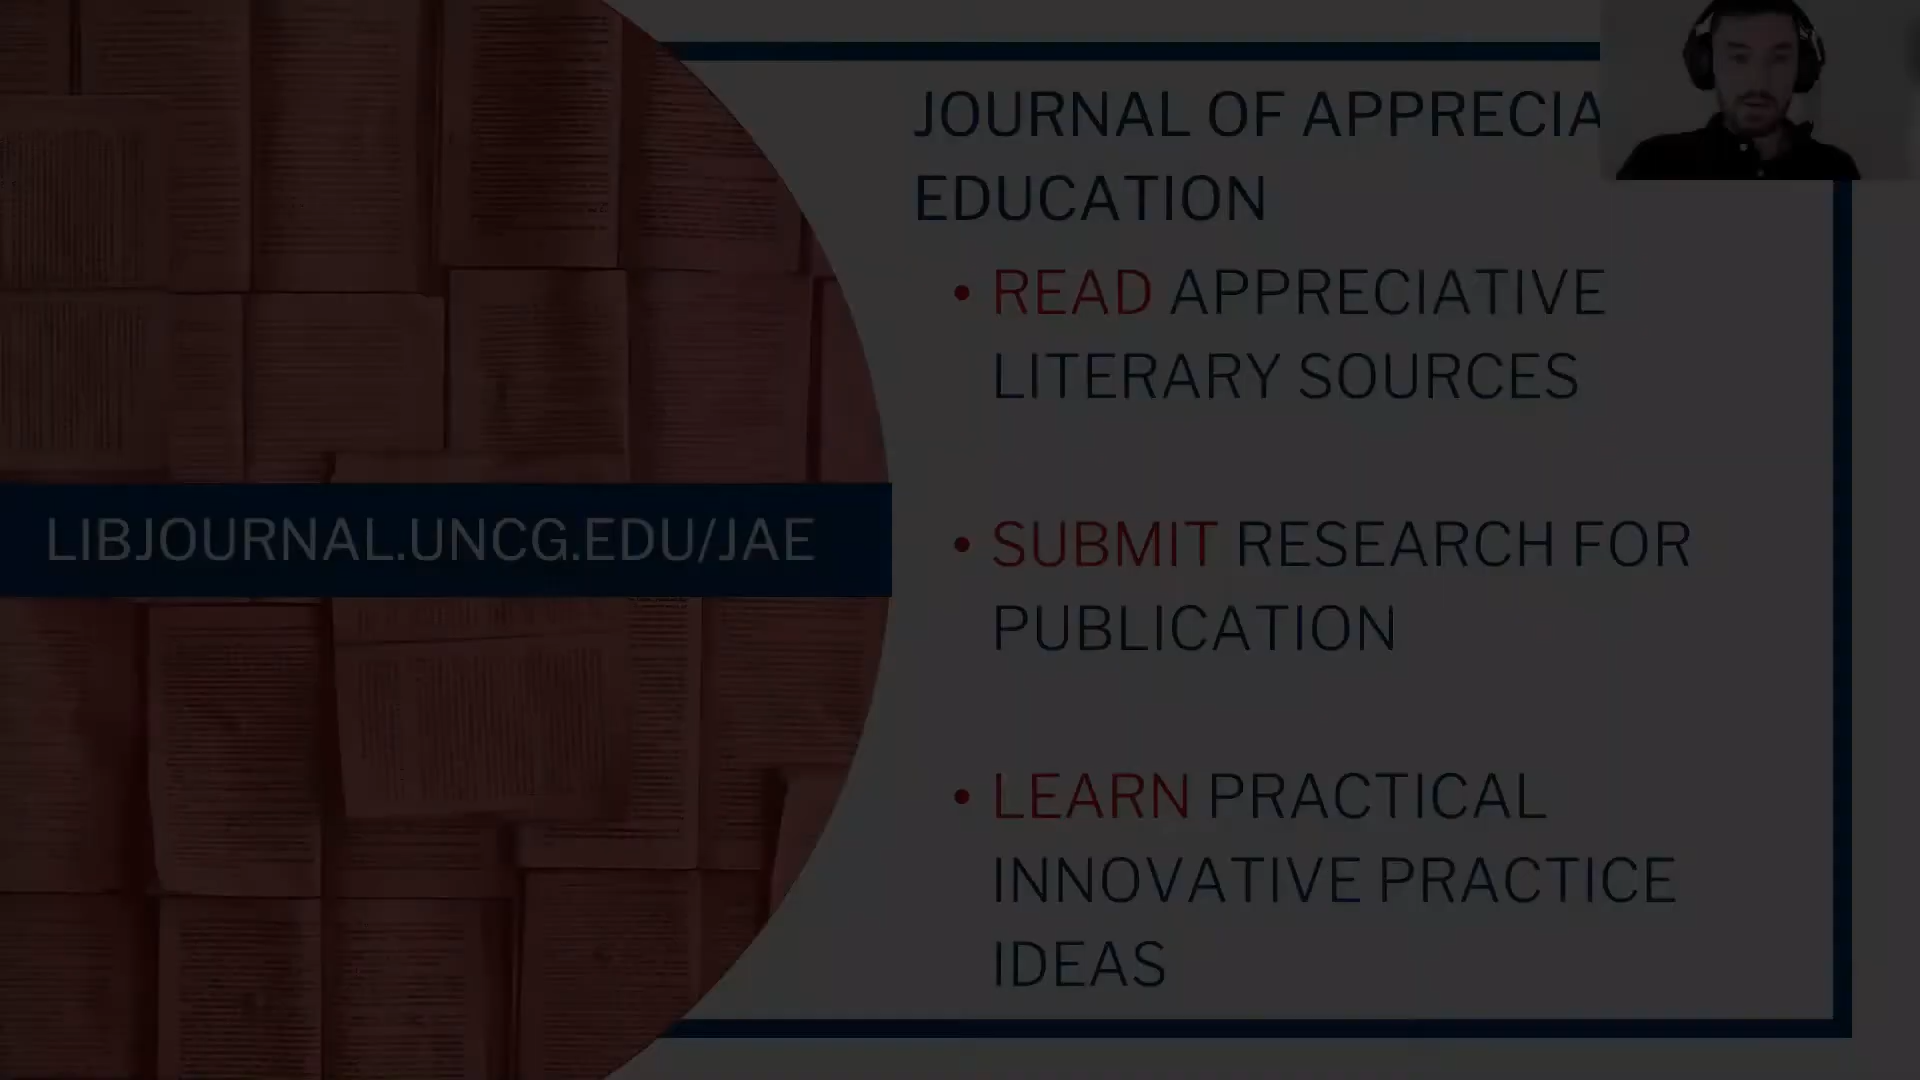 JOURNAL OF APPRECIA
EDUCATION
• READ APPRECIATIVE
LITERARY SOURCES
LIBJOURNAL.UNCG.EDU/JAE
• SUBMIT RESEARCH FOR
PUBLICATION
• LEARN PRACTICAL
INNOVATIVE PRACTICE
IDEAS